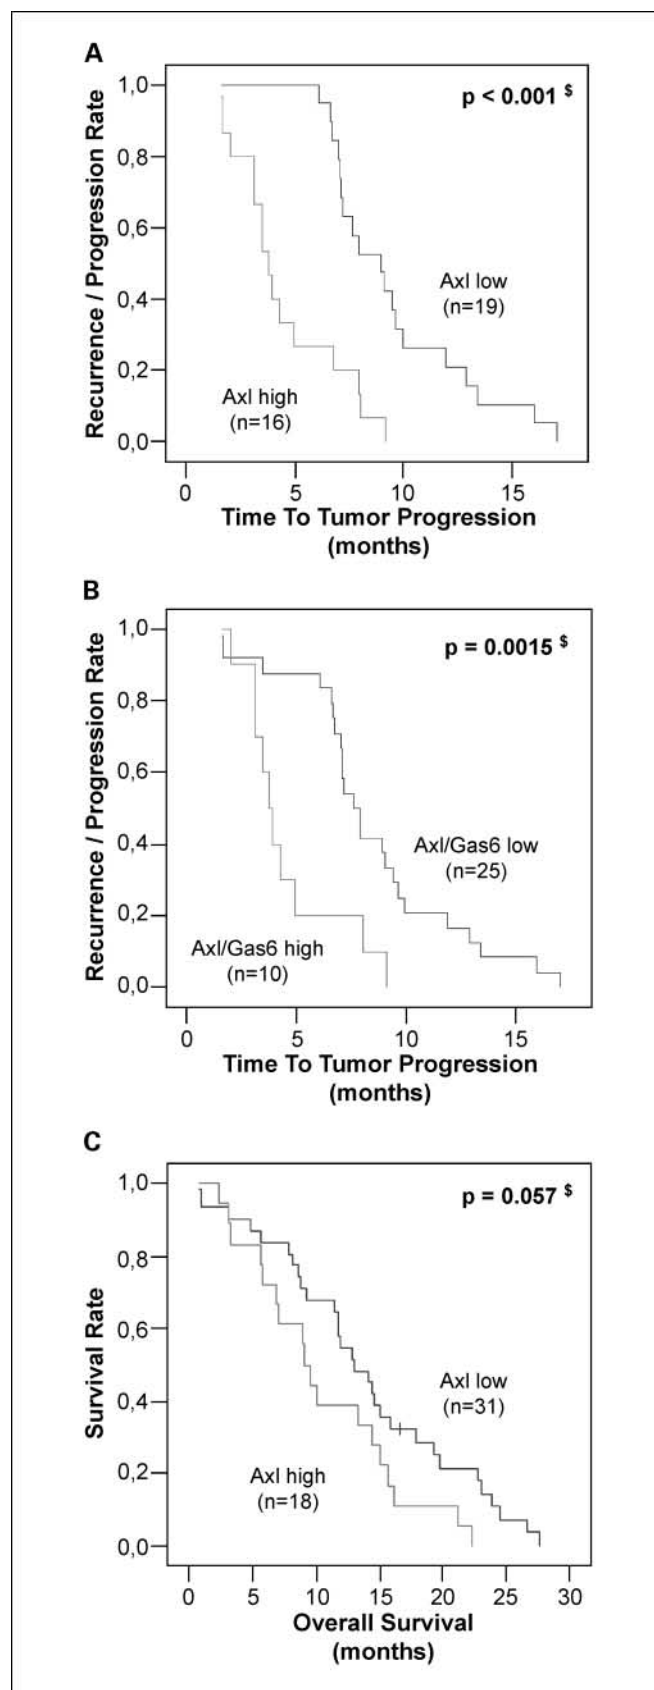 A
p < 0.001 $
Recurrence / Progression Rate
1,0
0,8
0,6
0,4
0,2
0,0
Axl low
(n=19)
Axl high
(n=16)
0 5 10 15
Time To Tumor Progression
(months)
B
p = 0.0015 $
Recurrence / Progression Rate
1,0
0,8
0,6
0,4
0,2
0,0
Axl/Gas6 low
(n=25)
Axl/Gas6 high
(n=10)
0 5 10 15
Time To Tumor Progression
(months)
C
p = 0.057 $
Survival Rate
1,0
0,8
0,6
0,4
0,2
0,0
Axl low
(n=31)
Axl high
(n=18)
0 5 10 15 20 25 30
Overall Survival
(months)